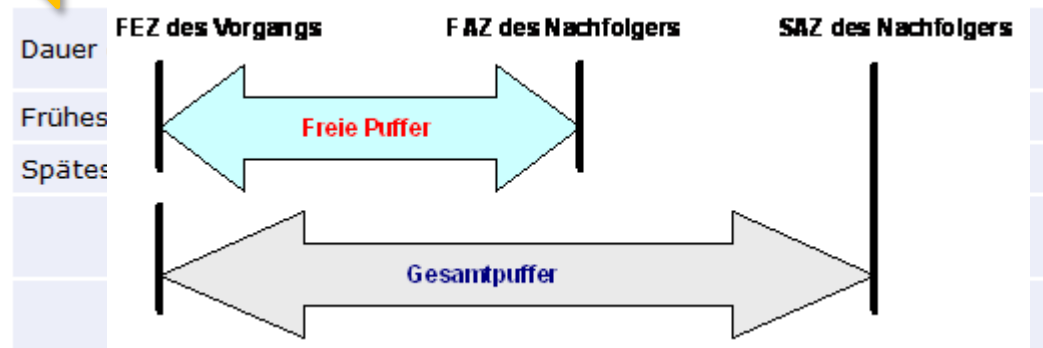 FEZ des Vorgangs FAZ des Nachfolgers SAZ des Nachfolgers
Dauer
Freie Puffer
Frühes
Spätes
Gesamtpuffer